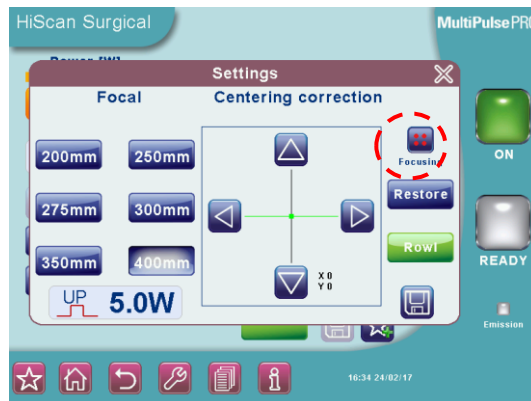 HiScan Surgical
MultiPulsePRO
Settings
Focal
Centering correction
200mm
250mm
Focusing
275mm
300mm
Restore
350mm
400mm
Rowl
X 0
Y 0
UP
5.0W
ON
READY
Emission
16:34 24/02/17